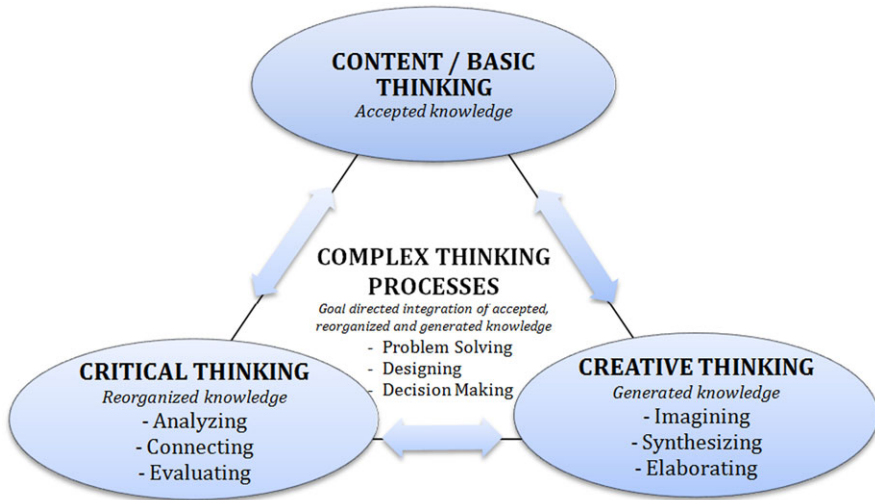 CONTENT / BASIC
THINKING
Accepted knowledge
COMPLEX THINKING
PROCESSES
Goal directed integration of accepted,
reorganized and generated knowledge
- Problem Solving
- Designing
- Decision Making
CRITICAL THINKING
Reorganized knowledge
- Analyzing
- Connecting
- Evaluating
CREATIVE THINKING
Generated knowledge
- Imagining
- Synthesizing
- Elaborating